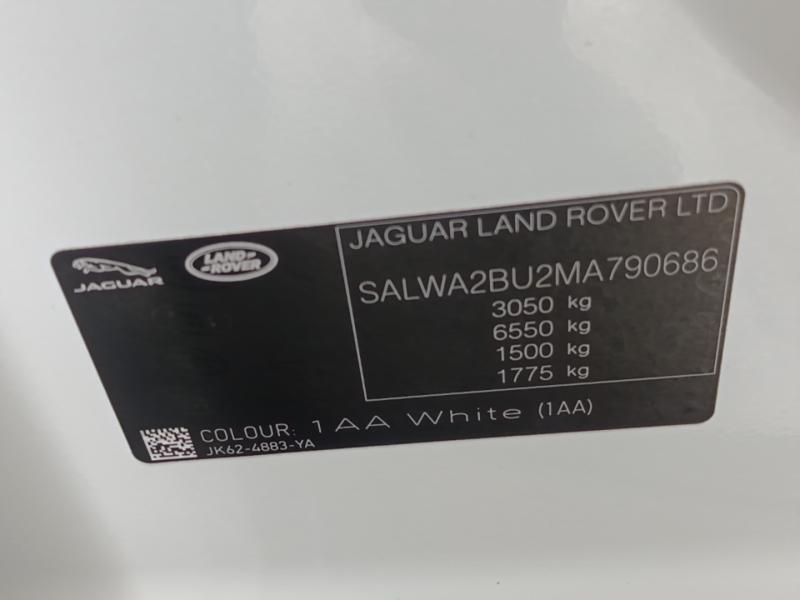 JAGUAR
LAND
ROVER
JAGUAR LAND ROVER LTD
SALWA2BU2MA790686
3050 kg
6550 kg
1500 kg
1775 kg
COLOUR: 1AA White (1AA)
JK62-4883-YA